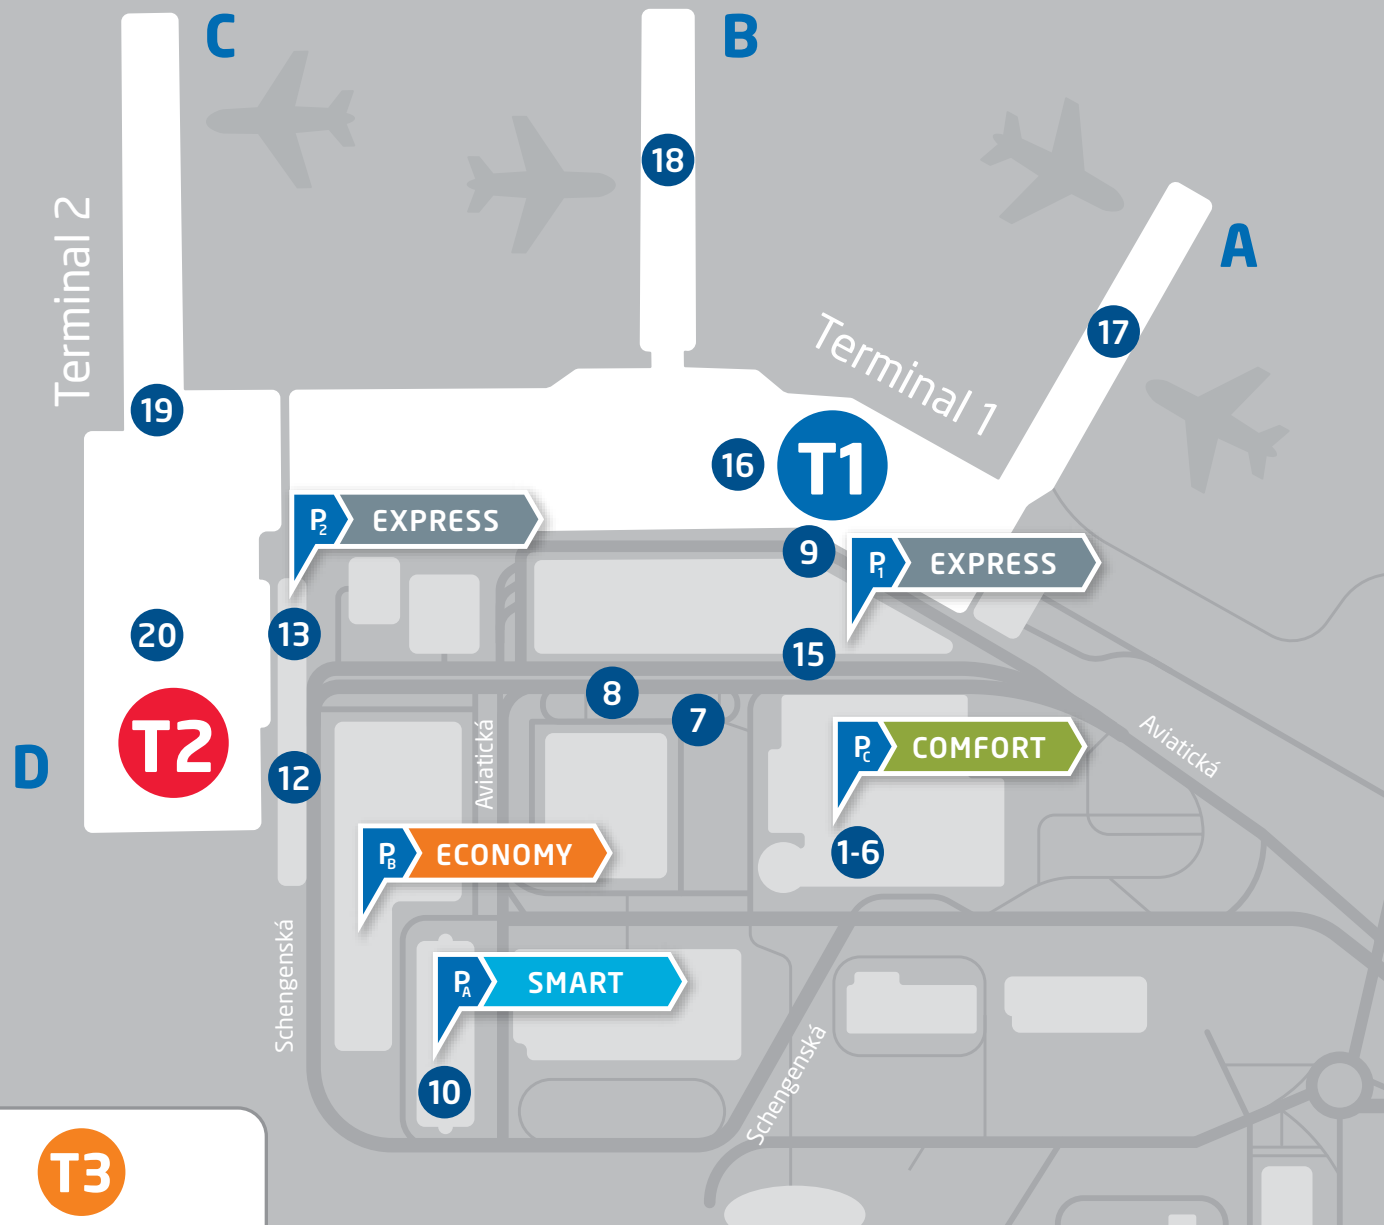 C
B
18
Terminal 2
A
17
Terminal 1
19
16
T1
P2 EXPRESS
9
P1 EXPRESS
20
13
15
8
7
T2
D
12
Aviatická
Aviatická
PC COMFORT
PB ECONOMY
1-6
Schengenská
PA SMART
Schengenská
10
T3